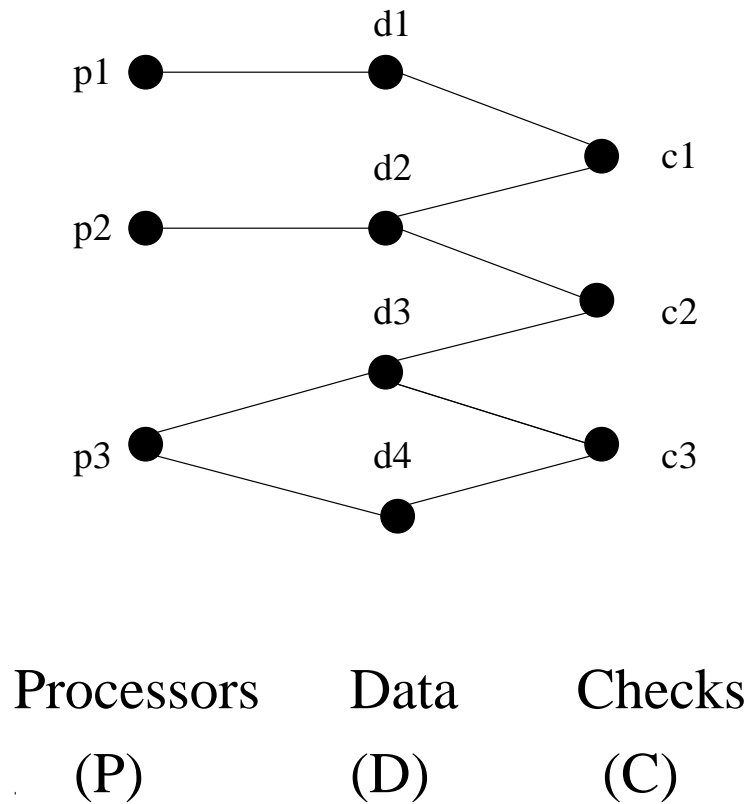 d1
p1
c1
d2
p2
d3
c2
p3
d4
c3
Processors Data Checks
(P) (D) (C)